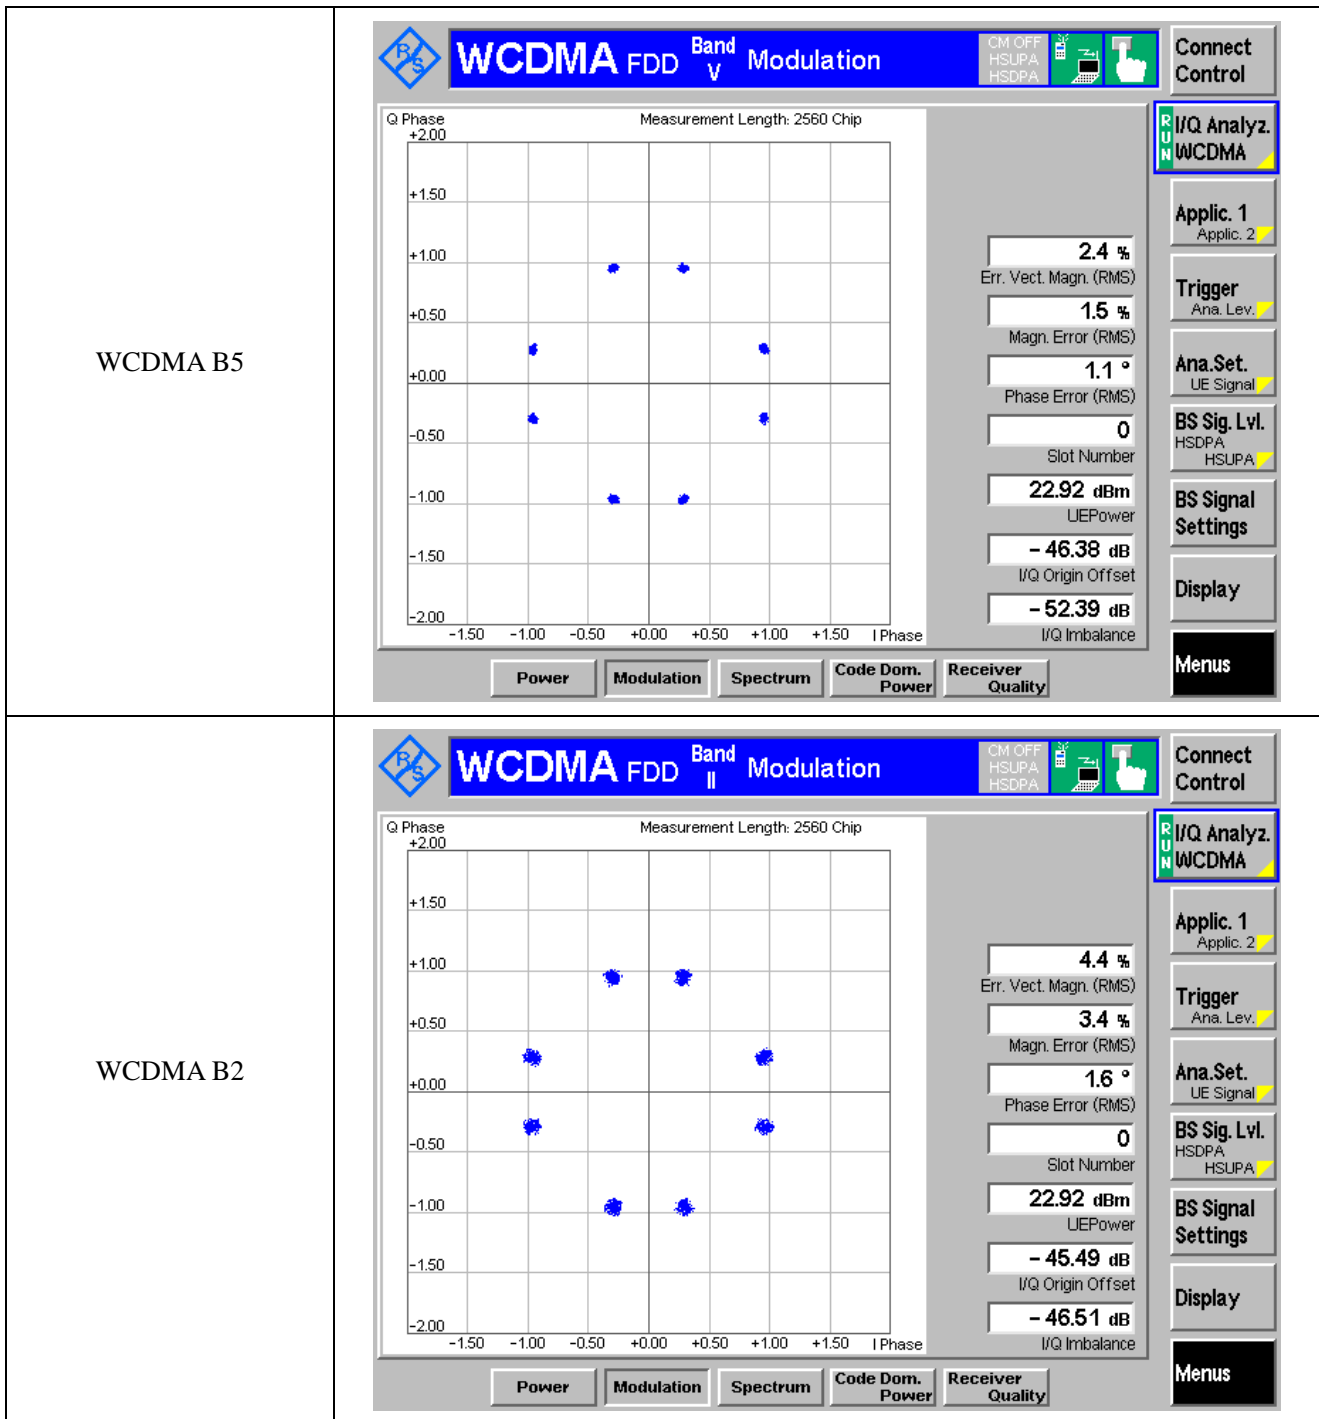 WCDMA B5
R/S
WCDMA FDD Band V Modulation
CM OFF
HSUPA
HSDPA
Connect Control
Q Phase
Measurement Length: 2560 Chip
+2.00
+1.50
+1.00
+0.50
+0.00
-0.50
-1.00
-1.50
-2.00
-1.50 -1.00 -0.50 +0.00 +0.50 +1.00 +1.50 I Phase
2.4 %
Err. Vect. Magn. (RMS)
1.5 %
Magn. Error (RMS)
1.1 °
Phase Error (RMS)
0
Slot Number
22.92 dBm
UEPower
- 46.38 dB
I/Q Origin Offset
- 52.39 dB
I/Q Imbalance
RUN
I/Q Analyz.
WCDMA
Applic. 1
Applic. 2
Trigger
Ana. Lev.
Ana.Set.
UE Signal
BS Sig. Lvl.
HSDPA
HSUPA
BS Signal
Settings
Display
Menus
Power Modulation Spectrum Code Dom. Power Receiver Quality
WCDMA B2
R/S
WCDMA FDD Band II Modulation
CM OFF
HSUPA
HSDPA
Connect Control
Q Phase
Measurement Length: 2560 Chip
+2.00
+1.50
+1.00
+0.50
+0.00
-0.50
-1.00
-1.50
-2.00
-1.50 -1.00 -0.50 +0.00 +0.50 +1.00 +1.50 I Phase
4.4 %
Err. Vect. Magn. (RMS)
3.4 %
Magn. Error (RMS)
1.6 °
Phase Error (RMS)
0
Slot Number
22.92 dBm
UEPower
- 45.49 dB
I/Q Origin Offset
- 46.51 dB
I/Q Imbalance
RUN
I/Q Analyz.
WCDMA
Applic. 1
Applic. 2
Trigger
Ana. Lev.
Ana.Set.
UE Signal
BS Sig. Lvl.
HSDPA
HSUPA
BS Signal
Settings
Display
Menus
Power Modulation Spectrum Code Dom. Power Receiver Quality